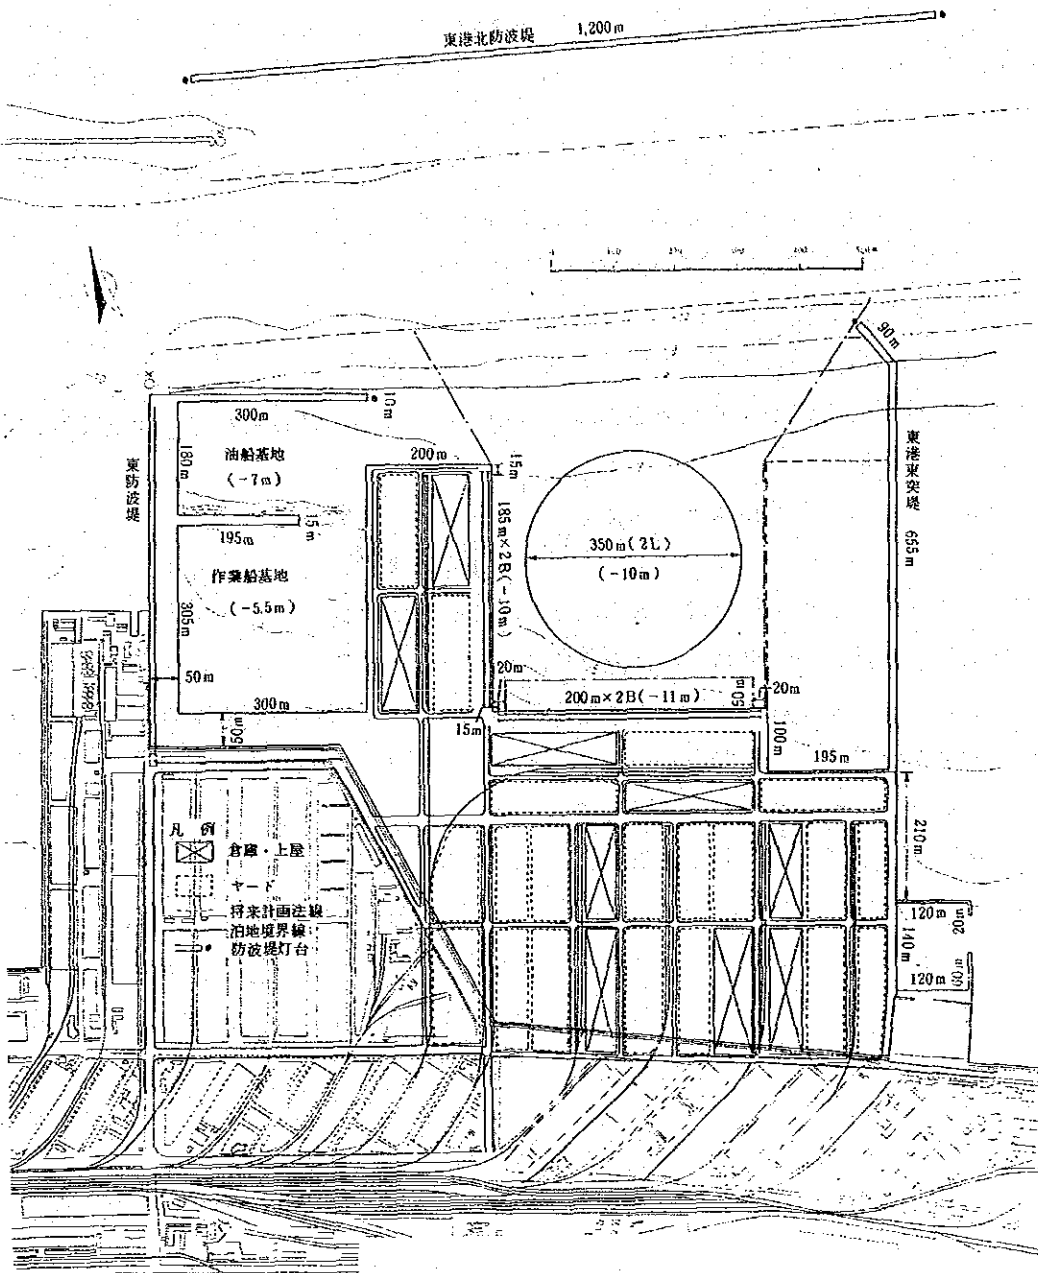 東港北防波堤 1,200m
90m
300m
10m
油船基地
(-7m)
180m
東防波堤
200m
15m
195m
15m
作業船基地
(-5.5m)
305m
185m×2B(-10m)
350m(2L)
(-10m)
東港東突堤 655m
50m
300m
50m
20m
200m×2B(-11m)
50m
20m
15m
100m
195m
210m
凡例
倉庫・上屋
ヤード
将来計画法線
泊地境界線
防波堤灯台
120m
20m
140m
120m
60m